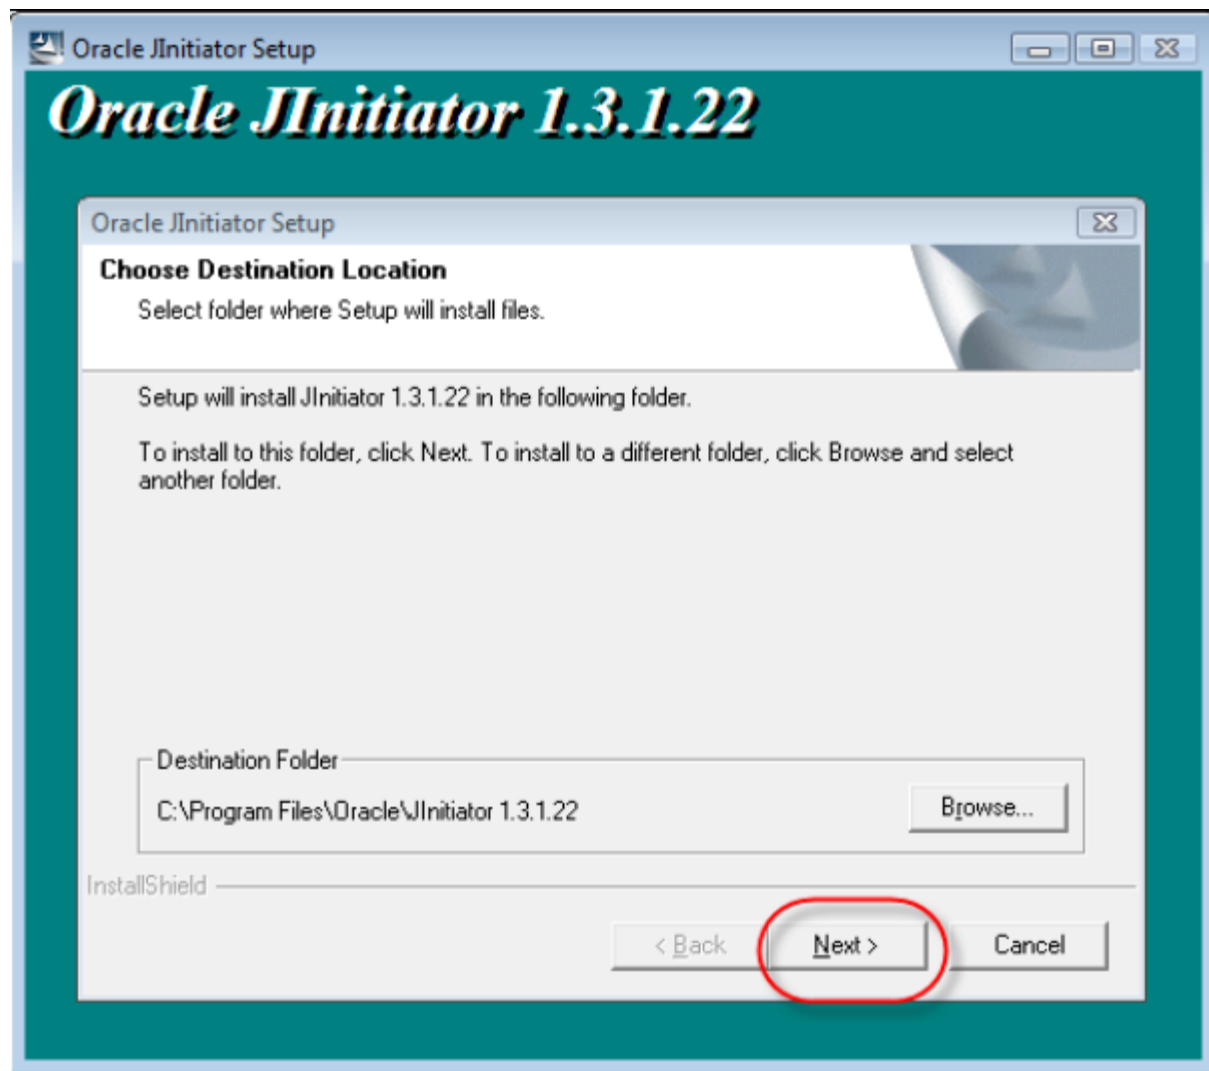 Oracle JInitiator Setup
Oracle JInitiator 1.3.1.22
Oracle JInitiator Setup
Choose Destination Location
Select folder where Setup will install files.
Setup will install JInitiator 1.3.1.22 in the following folder.
To install to this folder, click Next. To install to a different folder, click Browse and select
another folder.
Destination Folder
C:\Program Files\Oracle\JInitiator 1.3.1.22
Browse...
InstallShield
< Back
Next >
Cancel